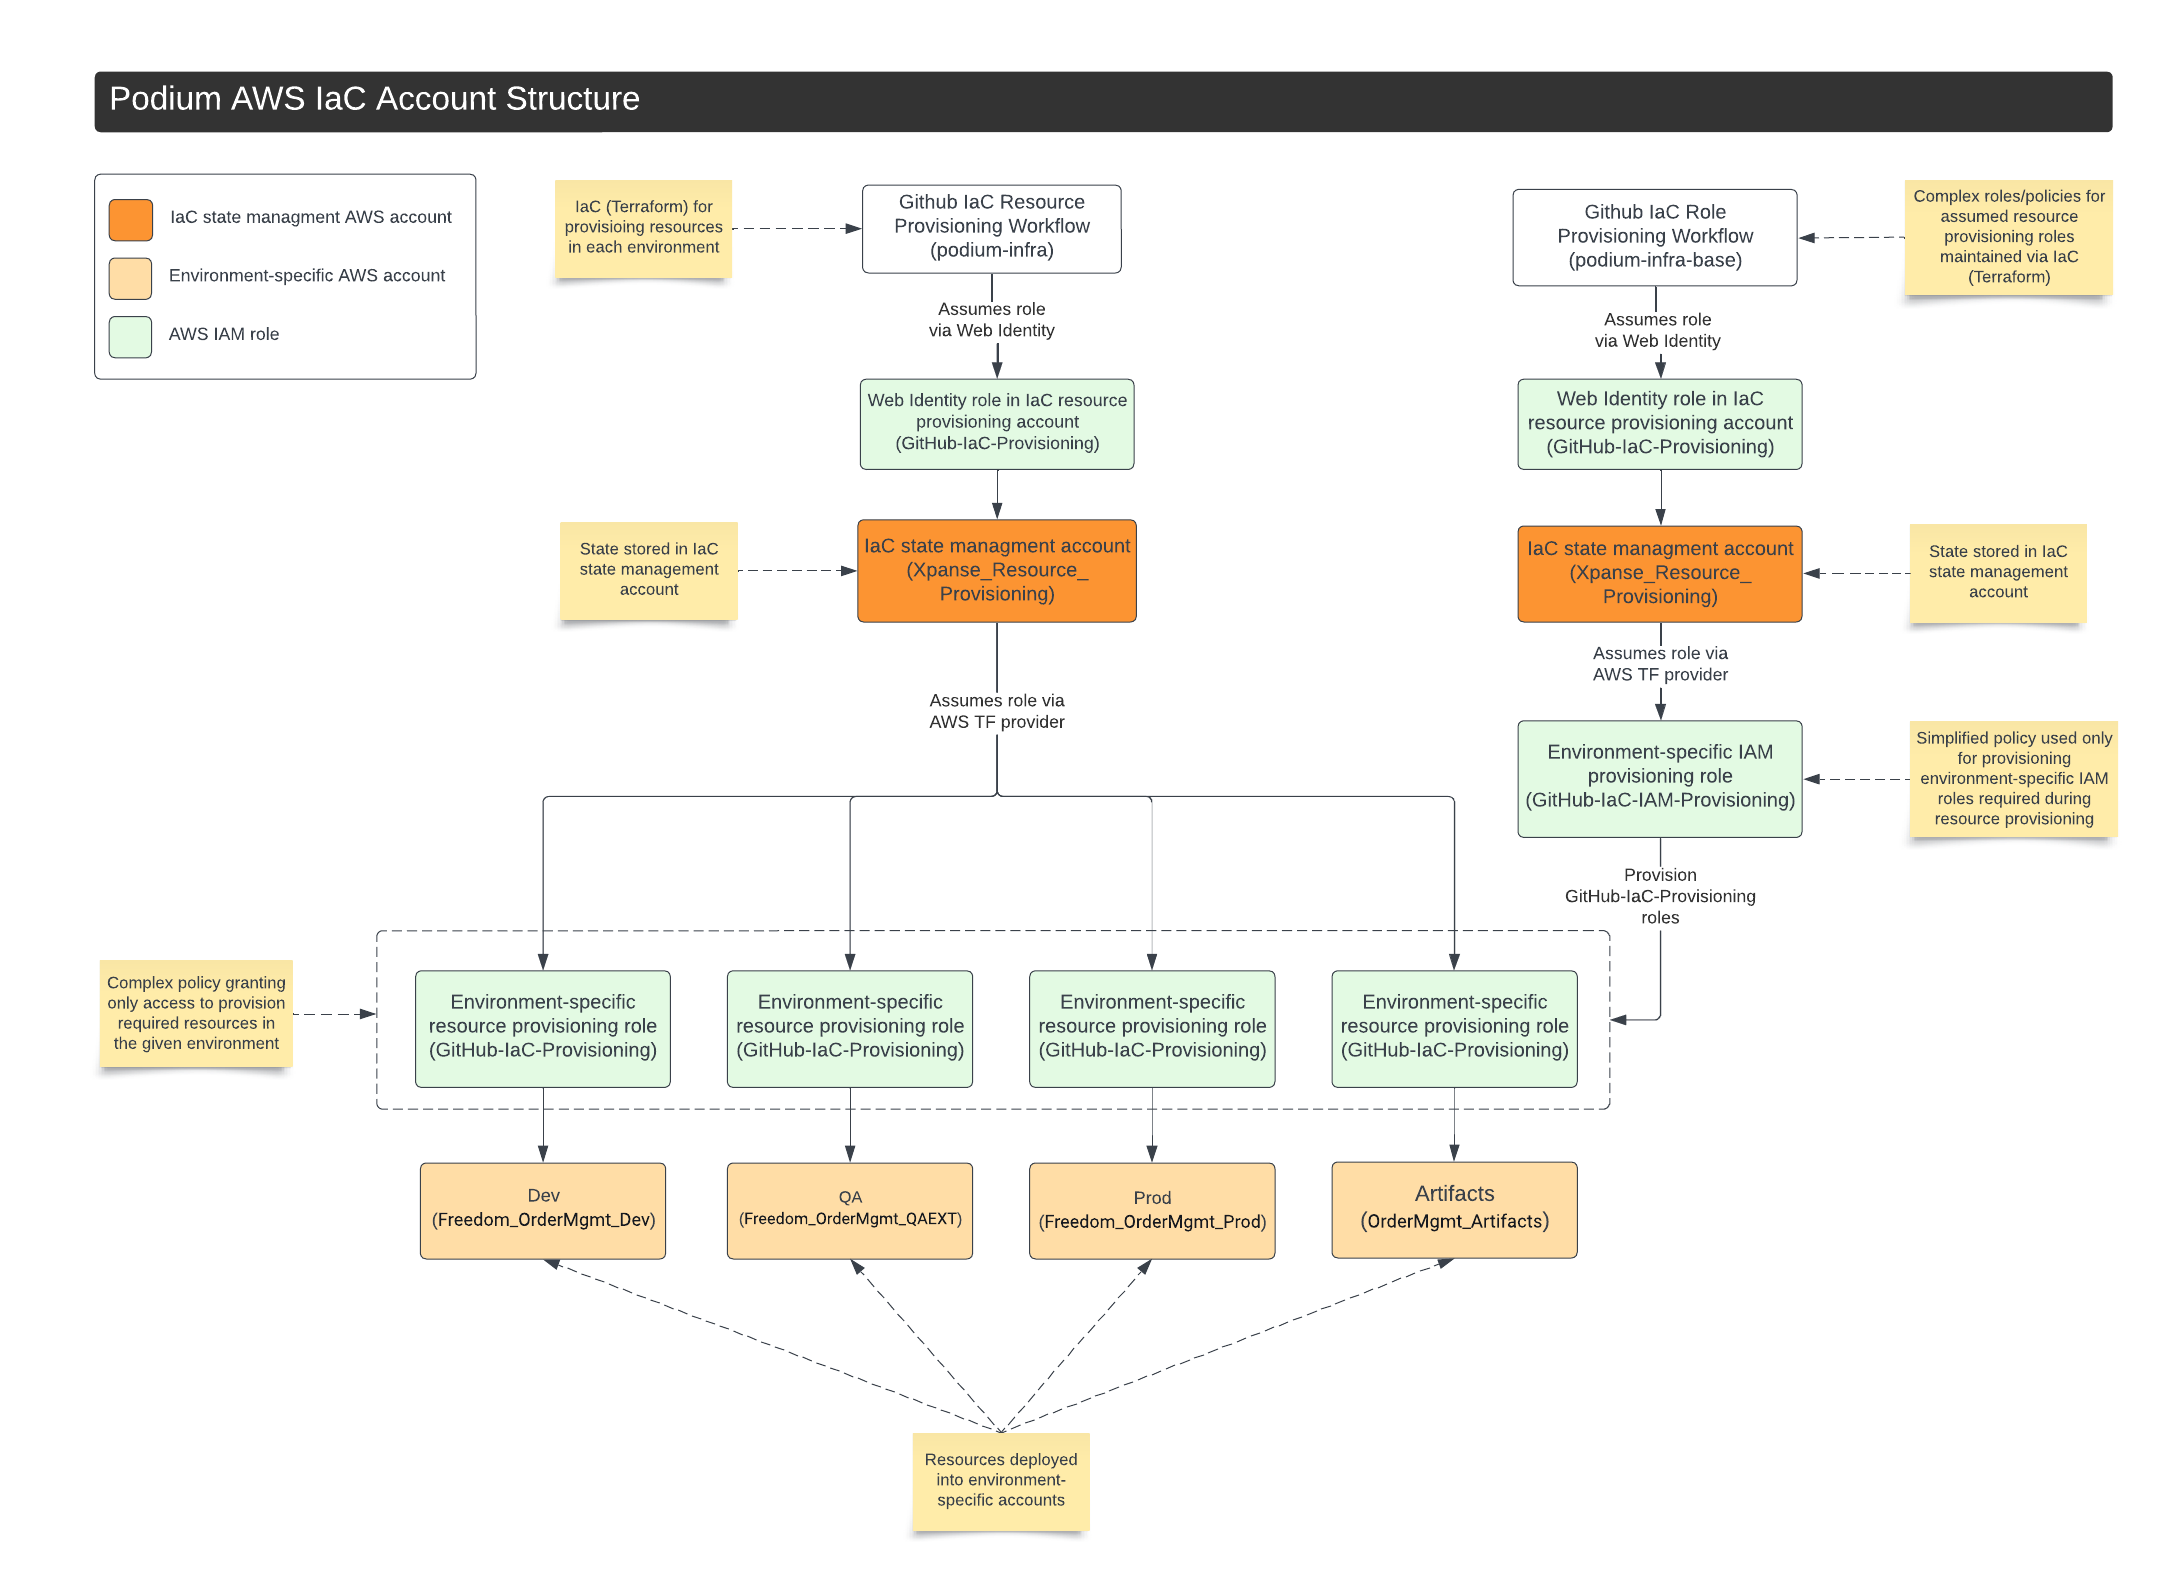 Podium AWS IaC Account Structure
IaC state managment AWS account
Environment-specific AWS account
AWS IAM role
IaC (Terraform) for
provisioing resources
in each environment
Github IaC Resource
Provisioning Workflow
(podium-infra)
Github IaC Role
Provisioning Workflow
(podium-infra-base)
Complex roles/policies for
assumed resource
provisioning roles
maintained via IaC
(Terraform)
Assumes role
via Web Identity
Assumes role
via Web Identity
Web Identity role in IaC resource
provisioning account
(GitHub-IaC-Provisioning)
Web Identity role in IaC
resource provisioning account
(GitHub-IaC-Provisioning)
State stored in IaC
state management
account
IaC state managment account
(Xpanse_Resource_
Provisioning)
IaC state managment account
(Xpanse_Resource_
Provisioning)
State stored in IaC
state management
account
Assumes role via
AWS TF provider
Assumes role via
AWS TF provider
Environment-specific IAM
provisioning role
(GitHub-IaC-IAM-Provisioning)
Simplified policy used only
for provisioning
environment-specific IAM
roles required during
resource provisioning
Provision
GitHub-IaC-Provisioning
roles
Complex policy granting
only access to provision
required resources in
the given environment
Environment-specific
resource provisioning role
(GitHub-IaC-Provisioning)
Environment-specific
resource provisioning role
(GitHub-IaC-Provisioning)
Environment-specific
resource provisioning role
(GitHub-IaC-Provisioning)
Environment-specific
resource provisioning role
(GitHub-IaC-Provisioning)
Dev
(Freedom_OrderMgmt_Dev)
QA
(Freedom_OrderMgmt_QAEXT)
Prod
(Freedom_OrderMgmt_Prod)
Artifacts
(OrderMgmt_Artifacts)
Resources deployed
into environment-
specific accounts